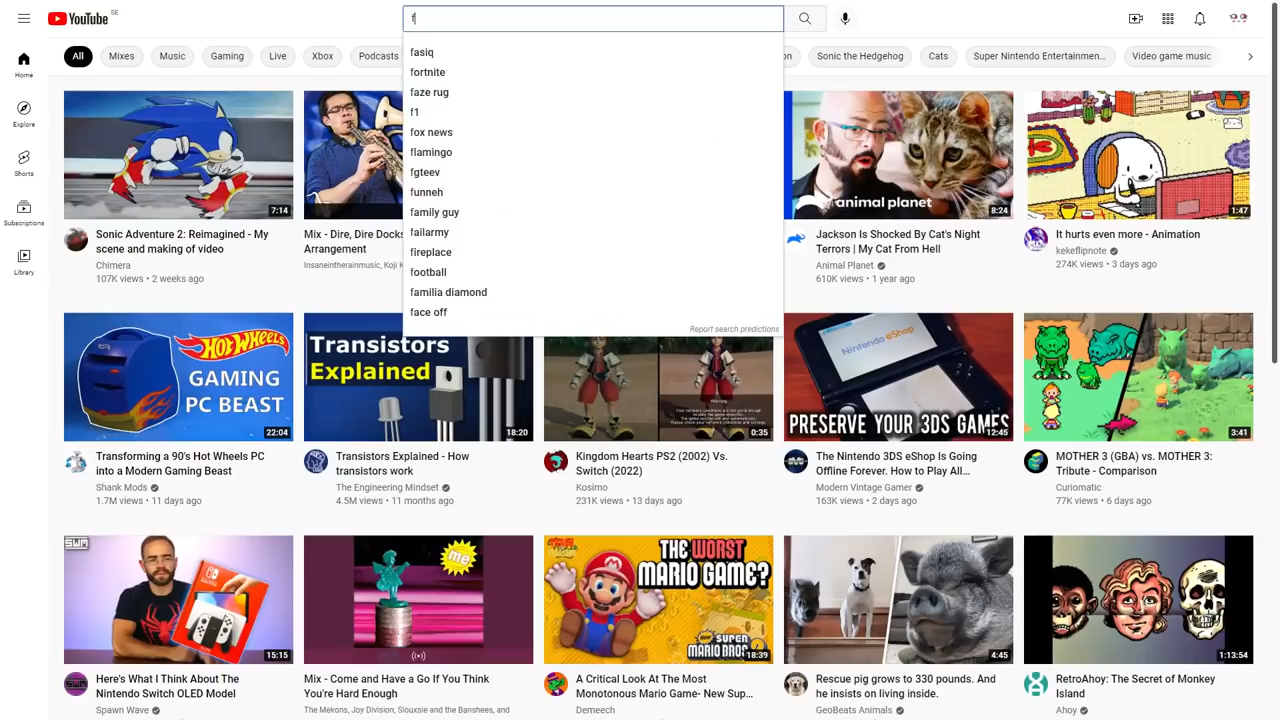 YouTube SE
f
All
Mixes
Music
Gaming
Live
Xbox
Podcasts
Sonic the Hedgehog
Cats
Super Nintendo Entertainmen...
Video game music
Home
Explore
Shorts
Subscriptions
Library
fasiq
fortnite
faze rug
f1
fox news
flamingo
fgteev
funneh
family guy
failarmy
fireplace
football
familia diamond
face off
Report search predictions
7:14
Sonic Adventure 2: Reimagined - My
scene and making of video
Chimera
107K views • 2 weeks ago
Mix - Dire, Dire Docks
Arrangement
Insaneintherainmusic, Koji K
animal planet
8:24
Jackson Is Shocked By Cat's Night
Terrors | My Cat From Hell
Animal Planet
610K views • 1 year ago
1:47
It hurts even more - Animation
kekeflipnote
274K views • 3 days ago
HOT WHEELS
GAMING
PC BEAST
22:04
Transforming a 90's Hot Wheels PC
into a Modern Gaming Beast
Shank Mods
1.7M views • 11 days ago
Transistors
Explained
18:20
Transistors Explained - How
transistors work
The Engineering Mindset
4.5M views • 11 months ago
Warning
0:35
Kingdom Hearts PS2 (2002) Vs.
Switch (2022)
Kosimo
231K views • 13 days ago
Nintendo eShop
PRESERVE YOUR 3DS GAMES
12:45
The Nintendo 3DS eShop Is Going
Offline Forever. How to Play All...
Modern Vintage Gamer
163K views • 2 days ago
3:41
MOTHER 3 (GBA) vs. MOTHER 3:
Tribute - Comparison
Curiomatic
77K views • 6 days ago
SWM
15:15
Here's What I Think About The
Nintendo Switch OLED Model
Spawn Wave
me
Mix - Come and Have a Go If You Think
You're Hard Enough
The Mekons, Joy Division, Siouxsie and the Banshees, and
THE WORST
MARIO GAME?
NEW SUPER
MARIO BROS
18:39
A Critical Look At The Most
Monotonous Mario Game- New Sup...
Demeech
4:45
Rescue pig grows to 330 pounds. And
he insists on living inside.
GeoBeats Animals
1:13:54
RetroAhoy: The Secret of Monkey
Island
Ahoy